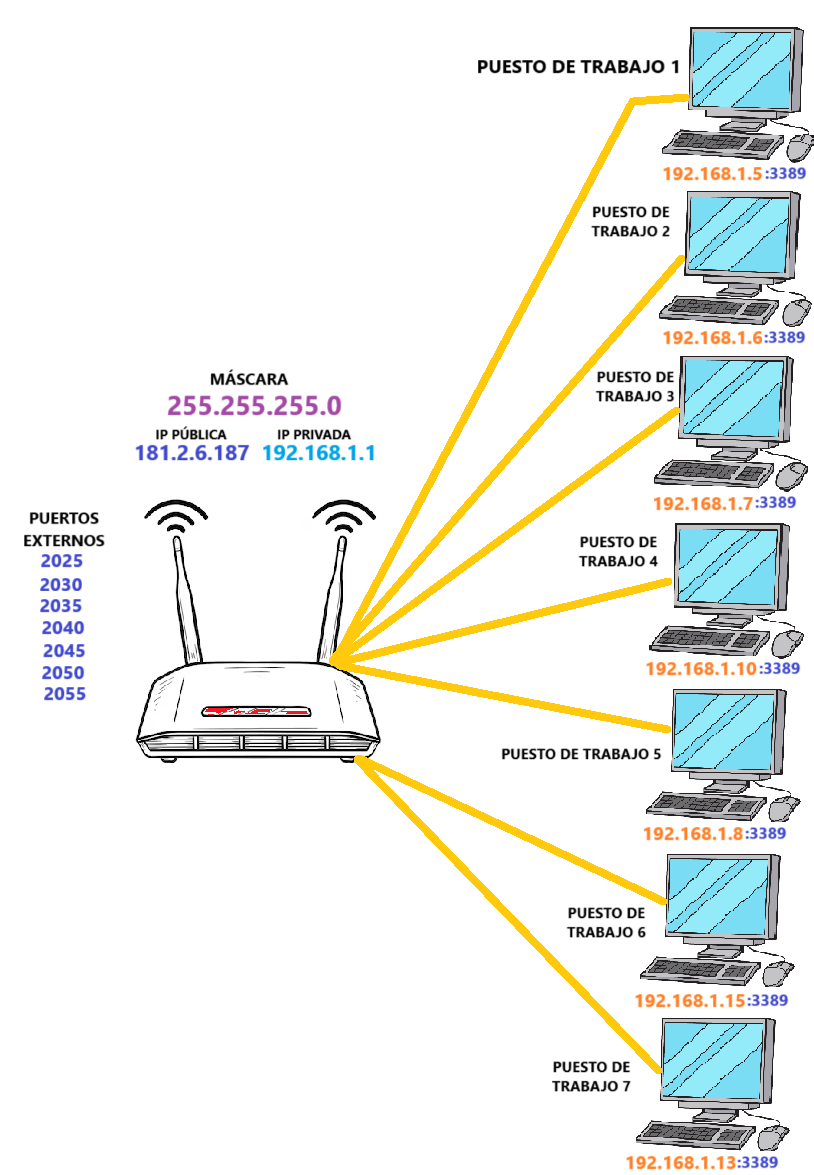 PUESTO DE TRABAJO 1
192.168.1.5:3389
PUESTO DE
TRABAJO 2
192.168.1.6:3389
PUESTO DE
TRABAJO 3
192.168.1.7:3389
MÁSCARA
255.255.255.0
IP PÚBLICA IP PRIVADA
181.2.6.187 192.168.1.1
PUERTOS
EXTERNOS
2025
2030
2035
2040
2045
2050
2055
PUESTO DE
TRABAJO 4
192.168.1.10:3389
PUESTO DE TRABAJO 5
192.168.1.8:3389
PUESTO DE
TRABAJO 6
192.168.1.15:3389
PUESTO DE
TRABAJO 7
192.168.1.13:3389